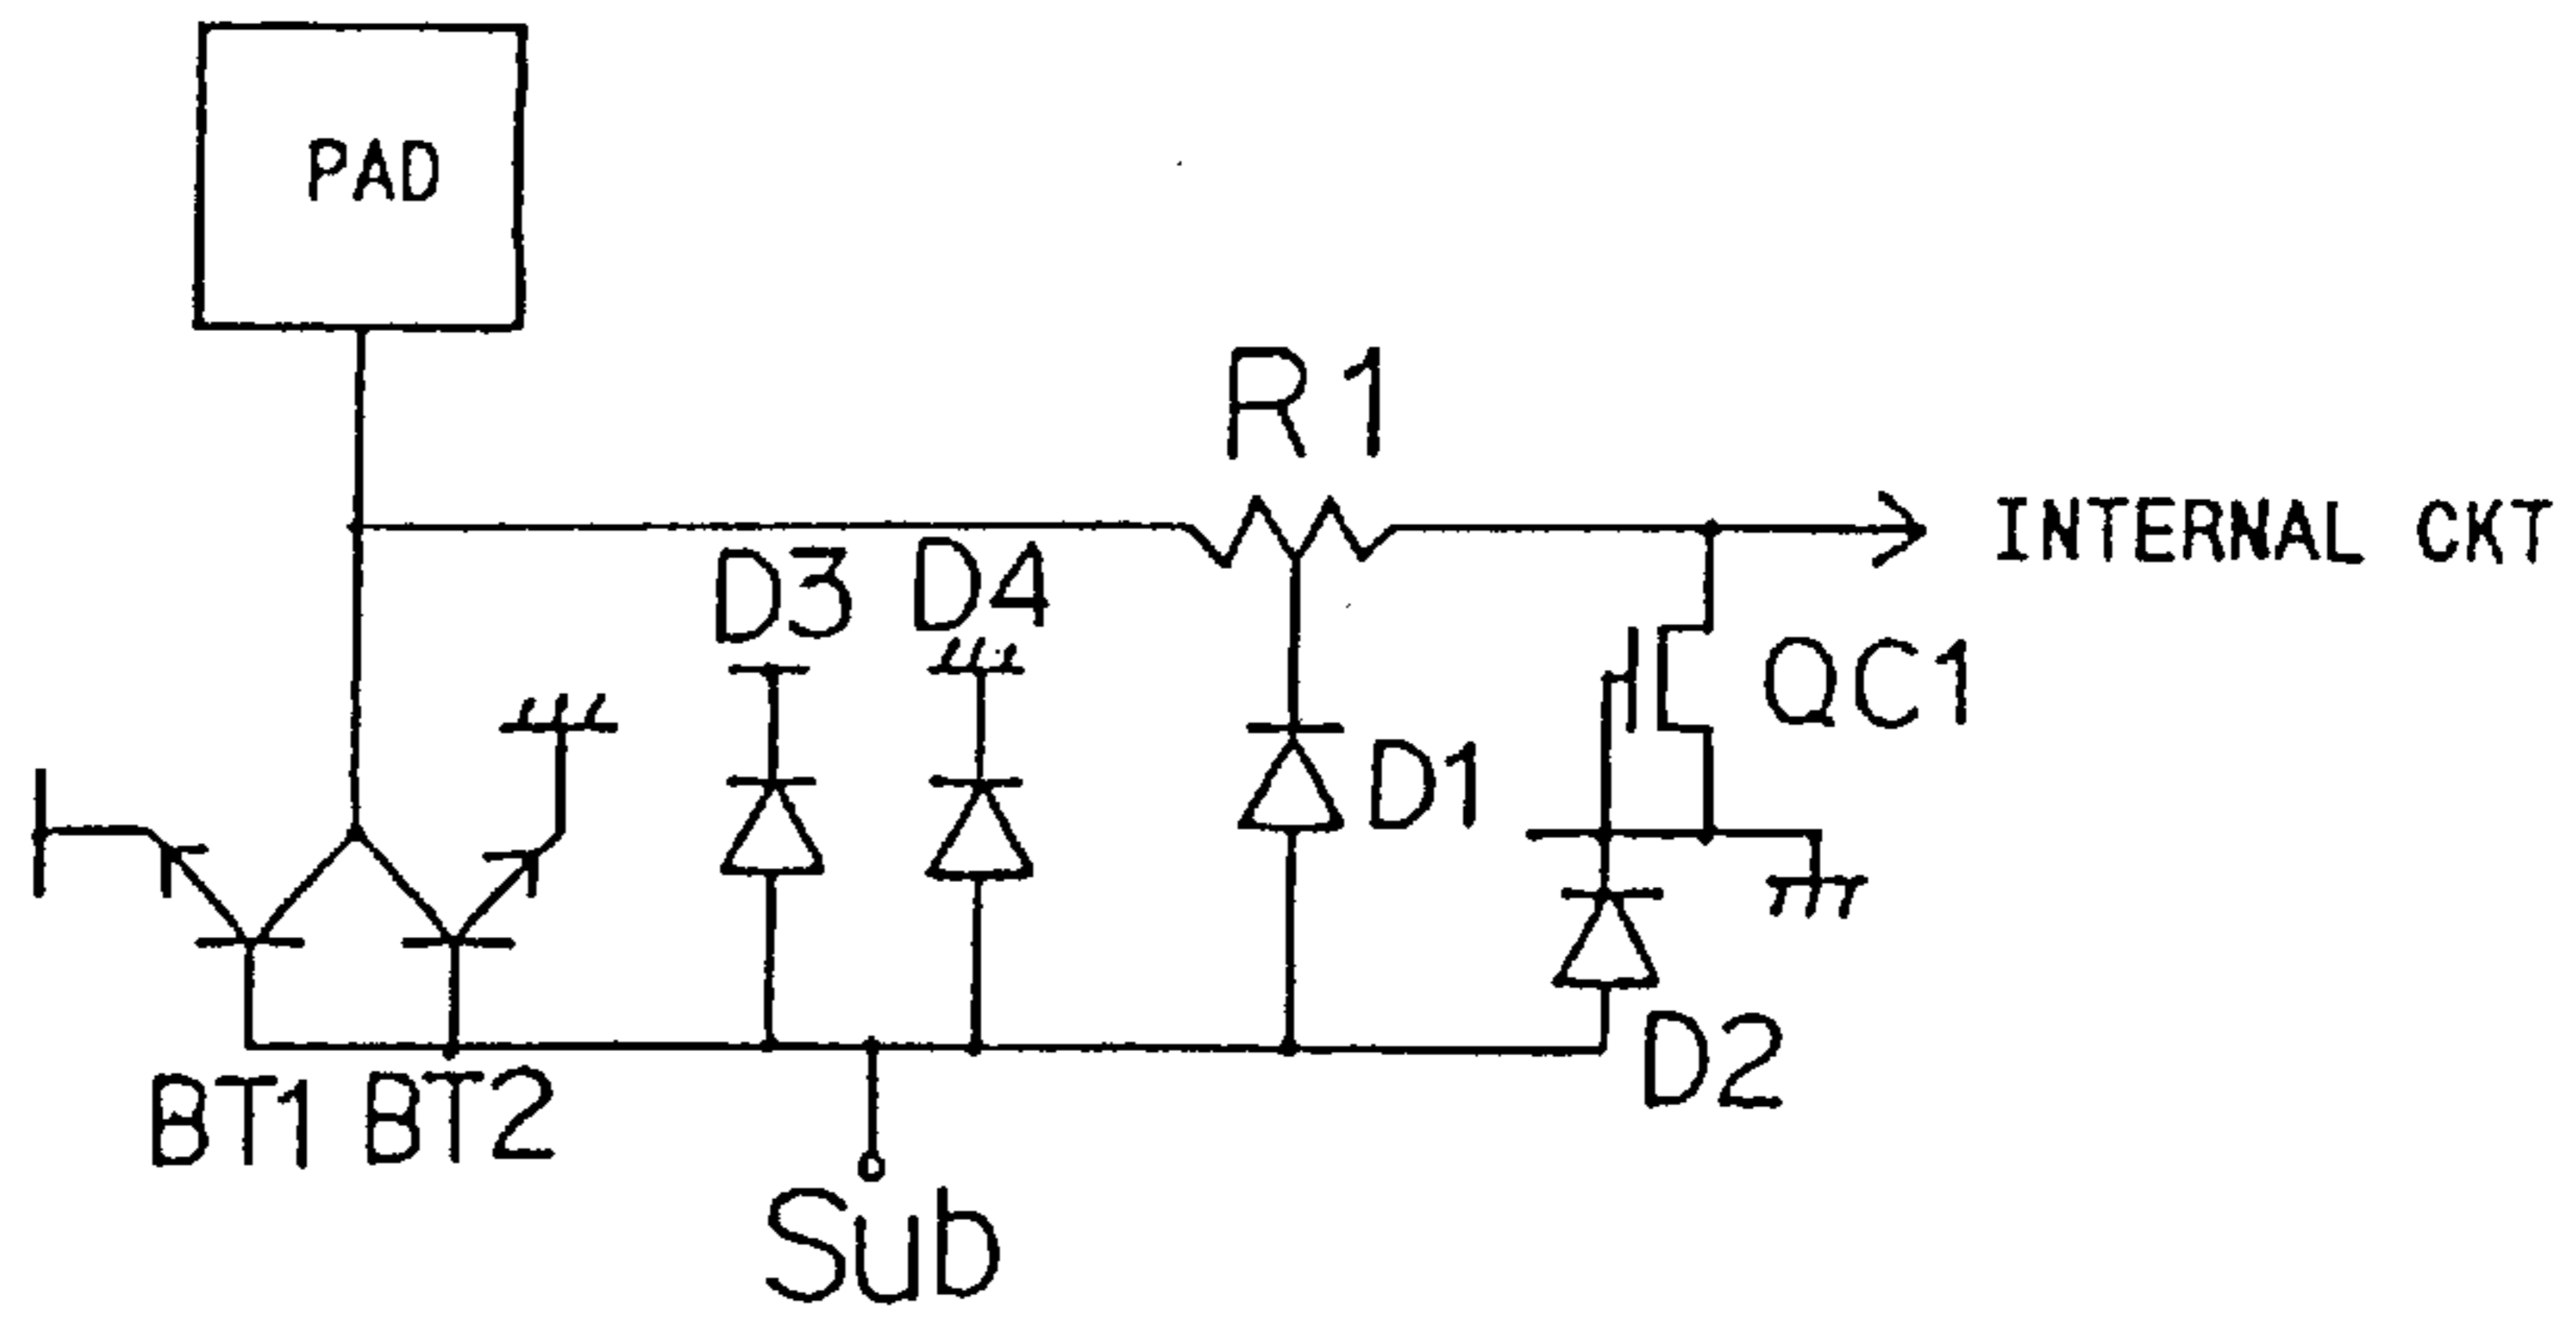 PAD
R1
INTERNAL CKT
D3
D4
QC1
D1
D2
BT1
BT2
Sub